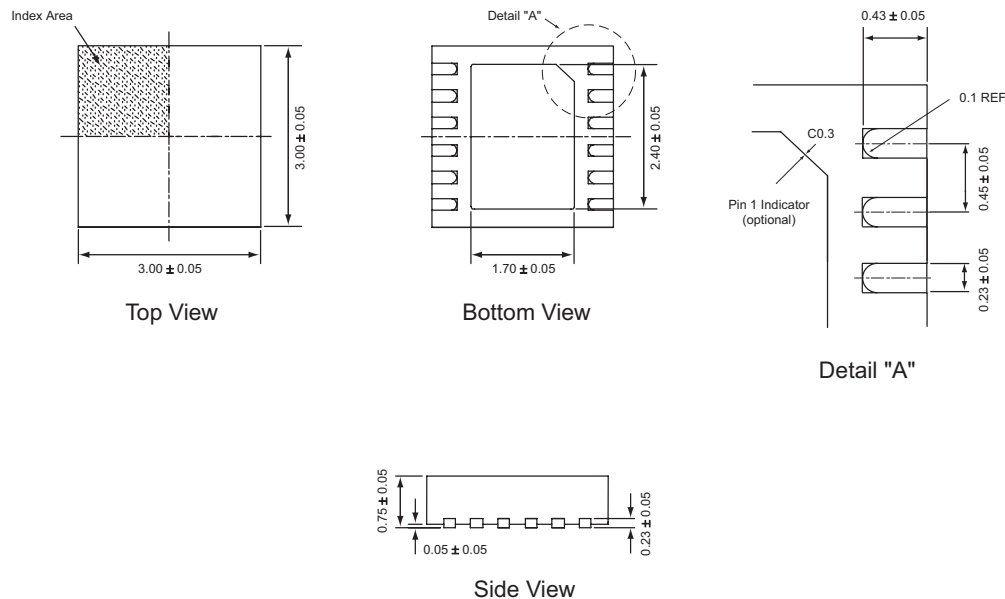 Index Area
3.00 ± 0.05
3.00 ± 0.05
Top View
Detail "A"
2.40 ± 0.05
1.70 ± 0.05
Bottom View
0.43 ± 0.05
0.1 REF
C0.3
0.45 ± 0.05
Pin 1 Indicator
(optional)
0.23 ± 0.05
Detail "A"
0.75 ± 0.05
0.05 ± 0.05
0.23 ± 0.05
Side View